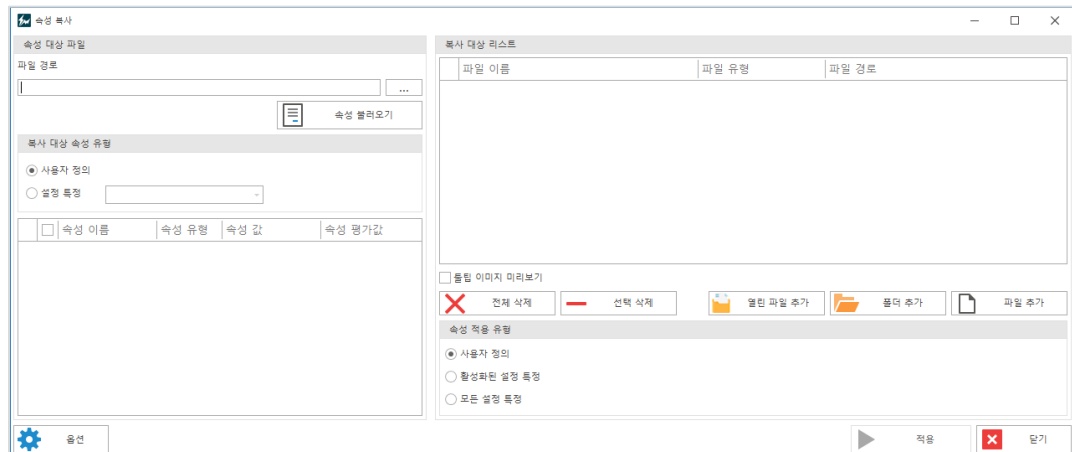 속성 복사
속성 대상 파일
파일 경로
...
속성 불러오기
복사 대상 속성 유형
사용자 정의
설정 특정
속성 이름 속성 유형 속성 값 속성 평가값
옵션
복사 대상 리스트
파일 이름 파일 유형 파일 경로
툴팁 이미지 미리보기
전체 삭제 선택 삭제 열린 파일 추가 폴더 추가 파일 추가
속성 적용 유형
사용자 정의
활성화된 설정 특정
모든 설정 특정
적용 닫기